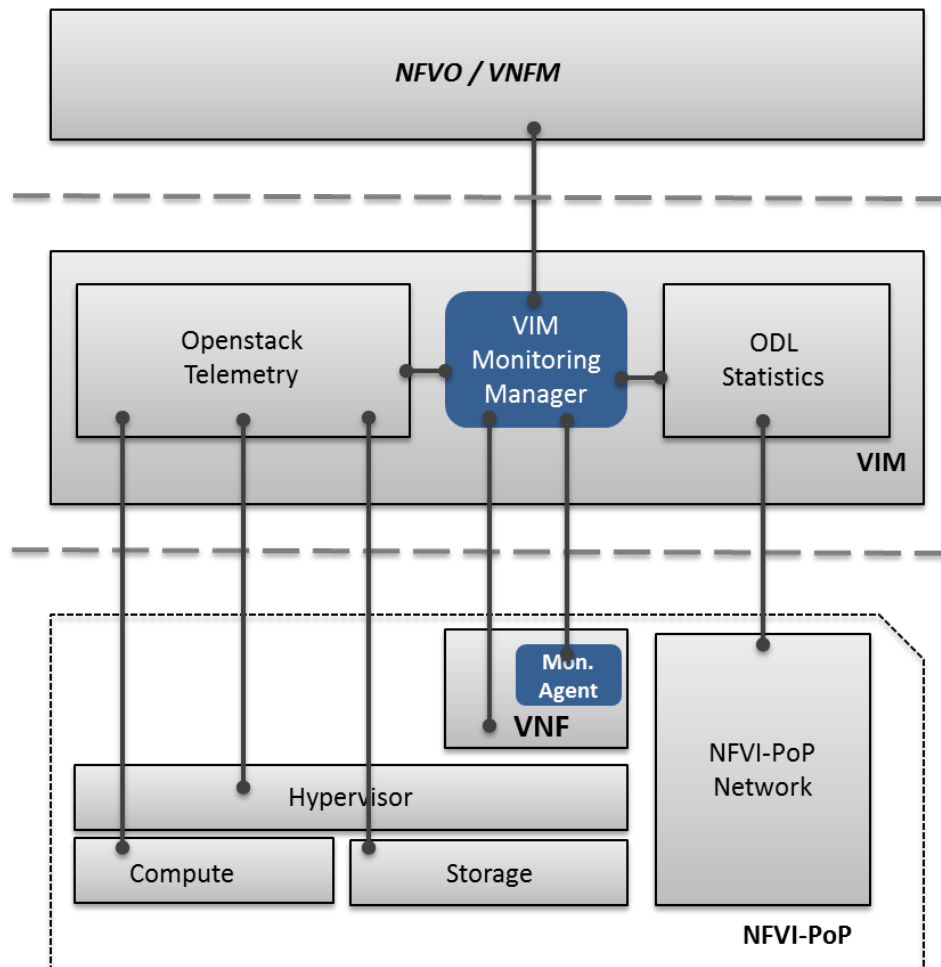 NFVO / VNFM
Openstack
Telemetry
VIM
Monitoring
Manager
ODL
Statistics
VIM
Mon.
Agent
VNF
NFVI-PoP
Network
Hypervisor
Compute
Storage
NFVI-PoP